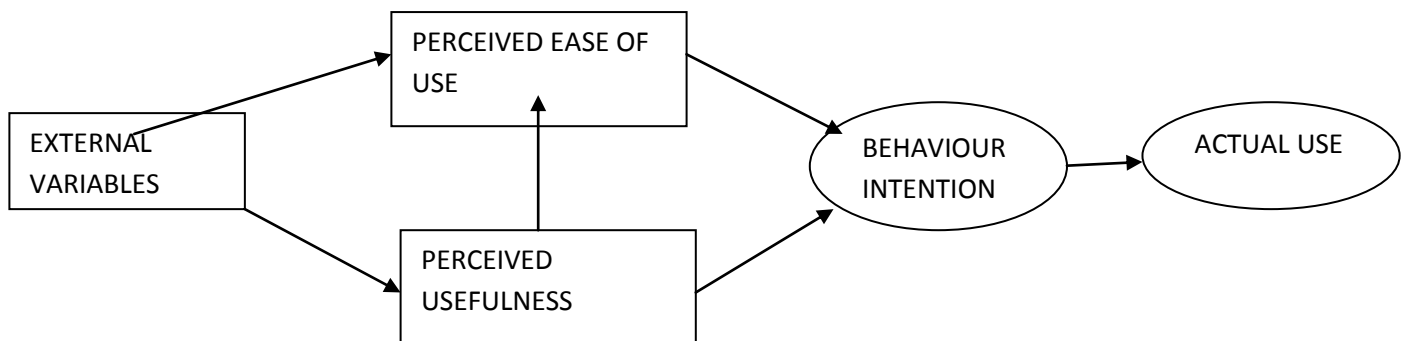 PERCEIVED EASE OF
USE
EXTERNAL
VARIABLES
PERCEIVED
USEFULNESS
BEHAVIOUR
INTENTION
ACTUAL USE